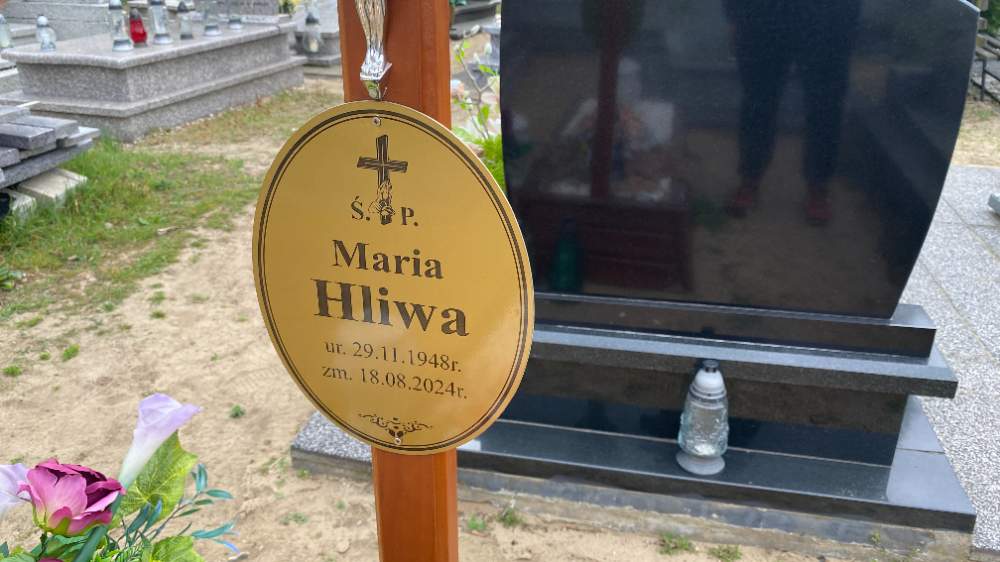 Ś. P.
Maria
Hliwa
ur. 29.11.1948r.
zm. 18.08.2024r.